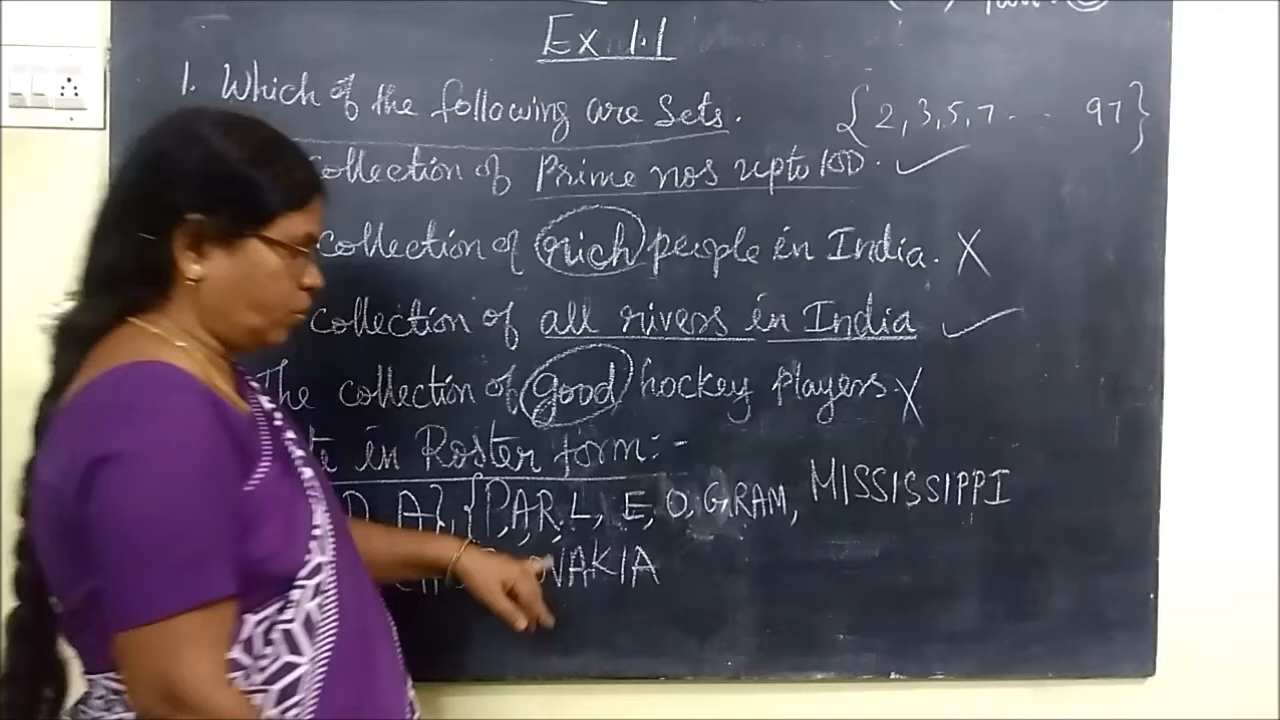 Ex 1.1
1. Which of the following are Sets.
{2, 3, 5, 7 - - - 97}
collection of Prime nos upto 100. ✓
collection of rich people in India. X
collection of all rivers in India ✓
The collection of good hockey players X
in Roster form:-
A}, {P, A, R, L, E, O, G, RAM, MISSISSIPPI
VAKIA